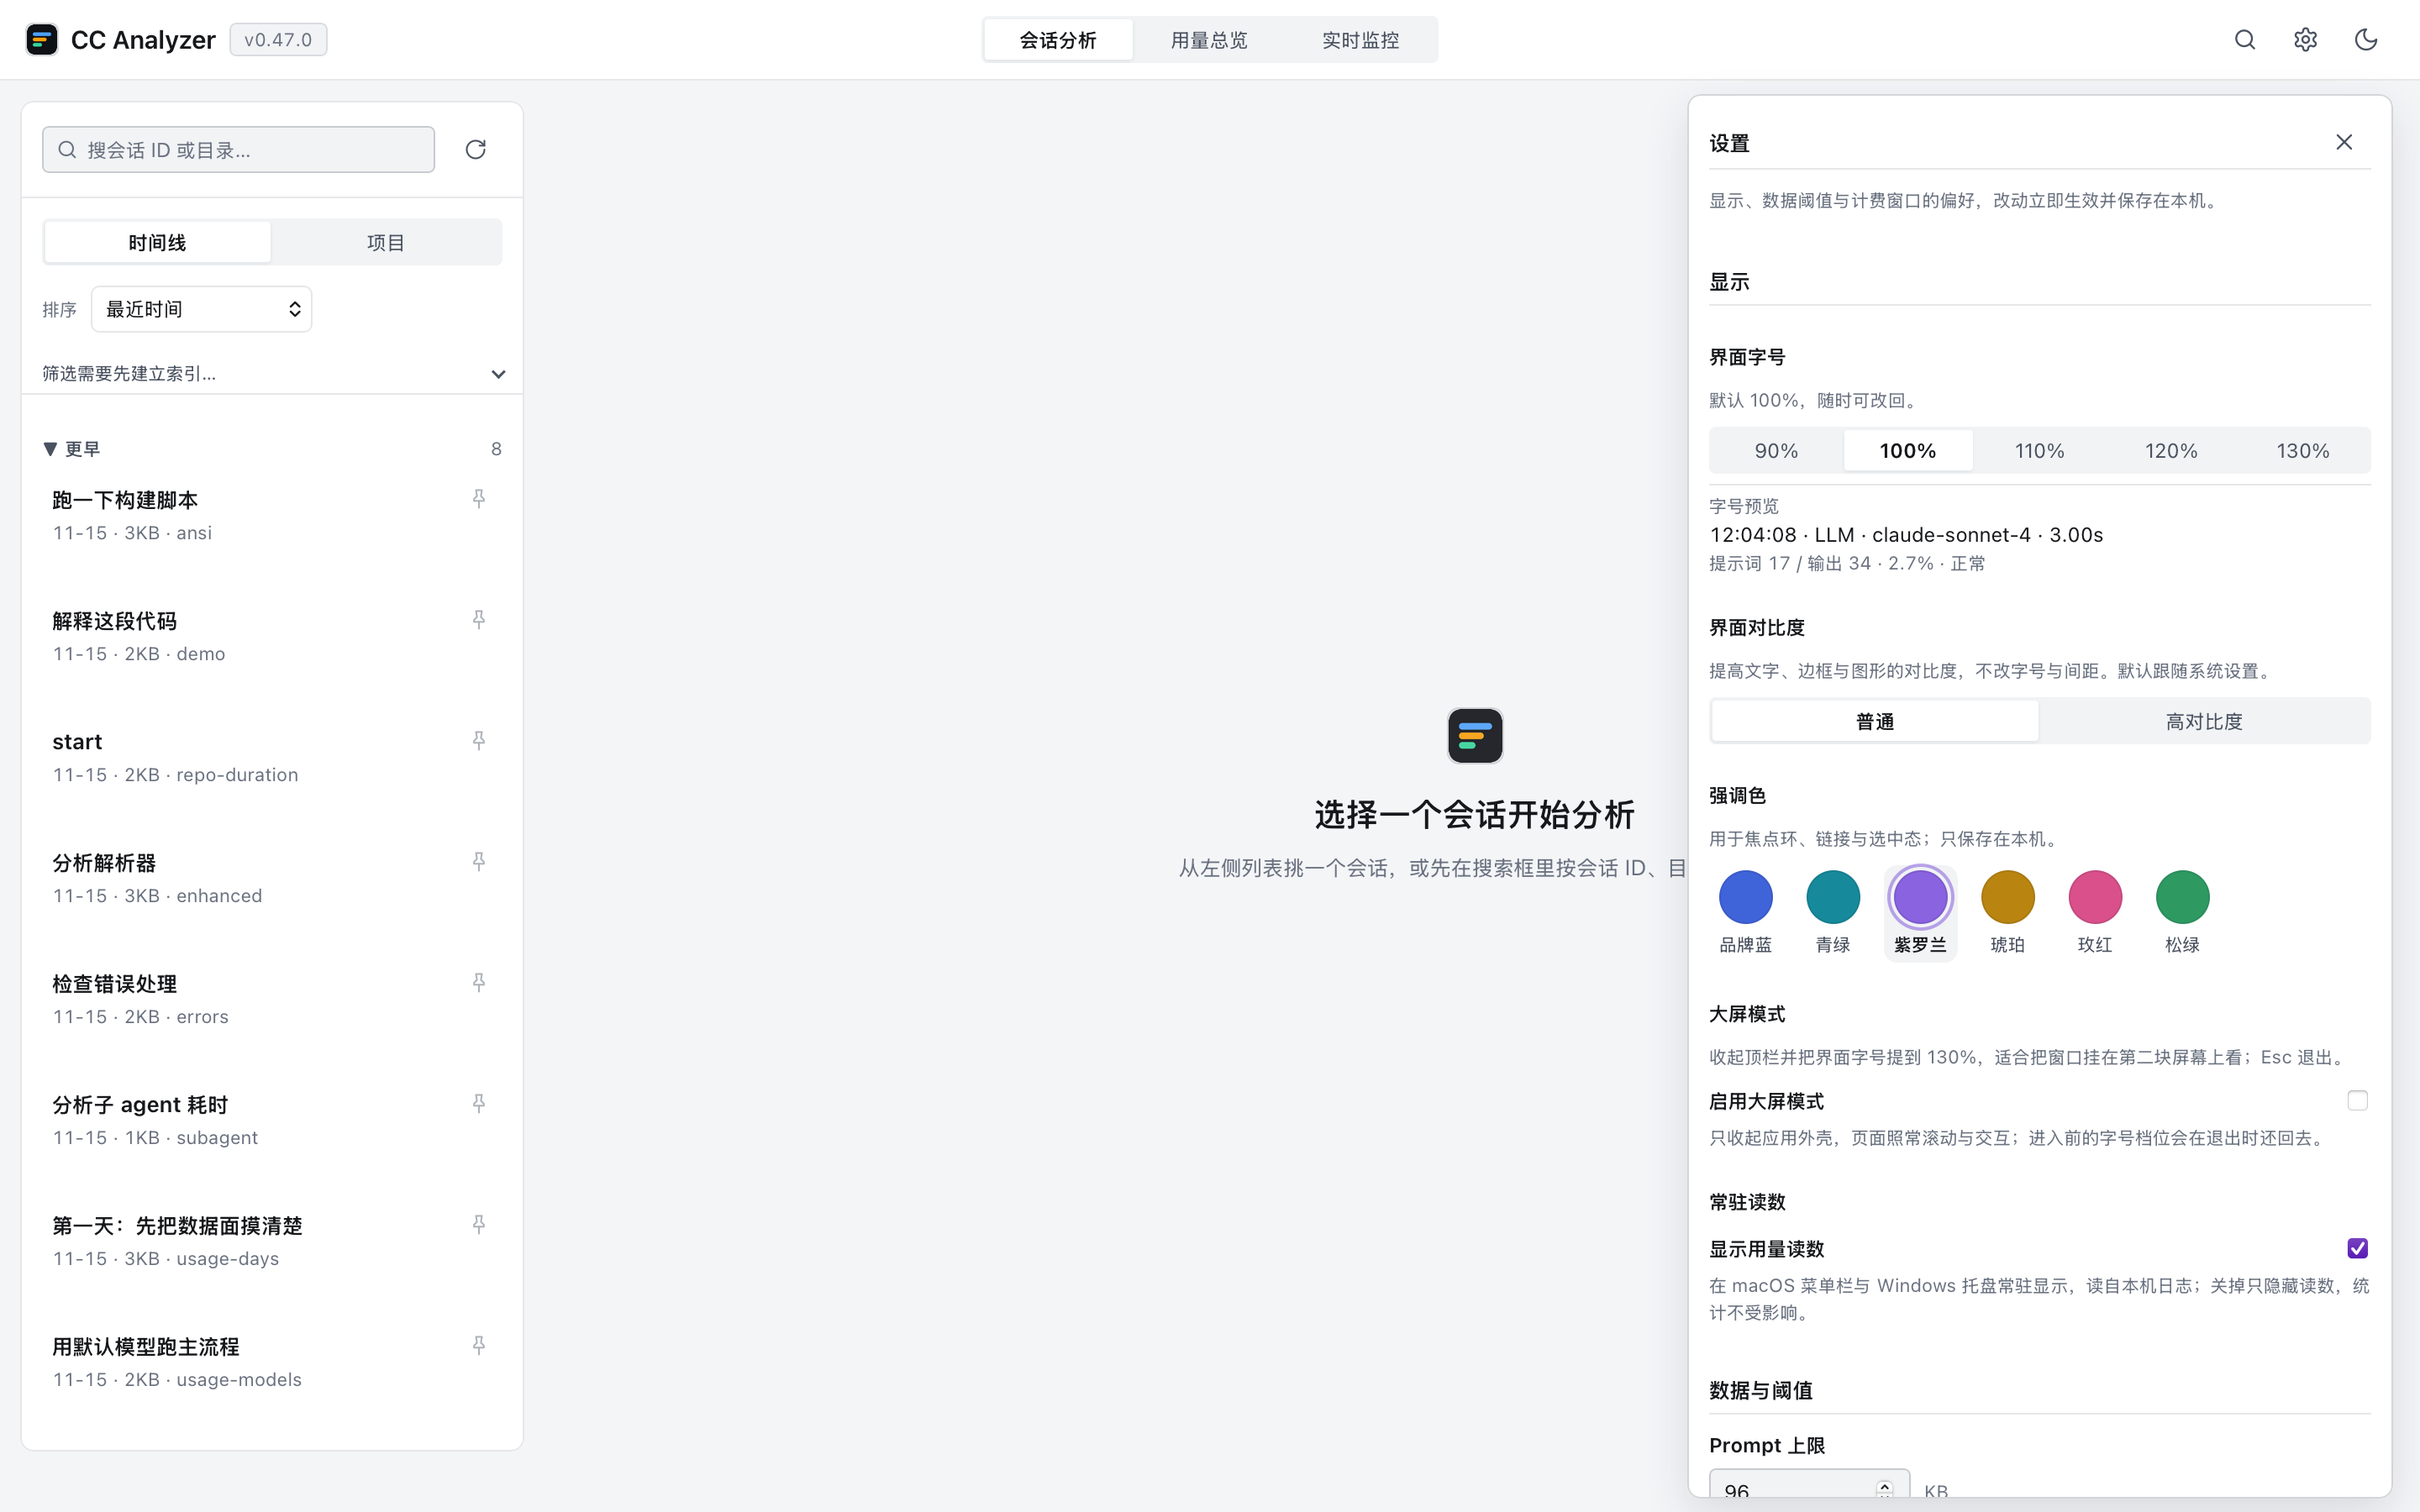 CC Analyzer v0.47.0
会话分析 用量总览 实时监控
搜会话 ID 或目录...
时间线 项目
排序 最近时间
筛选需要先建立索引...
更早 8
跑一下构建脚本
11-15 · 3KB · ansi
解释这段代码
11-15 · 2KB · demo
start
11-15 · 2KB · repo-duration
分析解析器
11-15 · 3KB · enhanced
检查错误处理
11-15 · 2KB · errors
分析子 agent 耗时
11-15 · 1KB · subagent
第一天：先把数据面摸清楚
11-15 · 3KB · usage-days
用默认模型跑主流程
11-15 · 2KB · usage-models
选择一个会话开始分析
从左侧列表挑一个会话，或先在搜索框里按会话 ID、目
设置
显示、数据阈值与计费窗口的偏好，改动立即生效并保存在本机。
显示
界面字号
默认 100%，随时可改回。
90% 100% 110% 120% 130%
字号预览
12:04:08 · LLM · claude-sonnet-4 · 3.00s
提示词 17 / 输出 34 · 2.7% · 正常
界面对比度
提高文字、边框与图形的对比度，不改字号与间距。默认跟随系统设置。
普通 高对比度
强调色
用于焦点环、链接与选中态；只保存在本机。
品牌蓝 青绿 紫罗兰 琥珀 玫红 松绿
大屏模式
收起顶栏并把界面字号提到 130%，适合把窗口挂在第二块屏幕上看；Esc 退出。
启用大屏模式
只收起应用外壳，页面照常滚动与交互；进入前的字号档位会在退出时还回去。
常驻读数
显示用量读数
在 macOS 菜单栏与 Windows 托盘常驻显示，读自本机日志；关掉只隐藏读数，统
计不受影响。
数据与阈值
Prompt 上限
96 KB